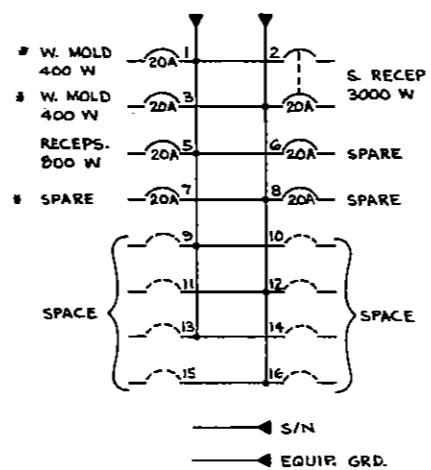 * W. MOLD 1 2
400 W 20A
S. RECEP
3000 W
* W. MOLD 3
400 W 20A 20A
RECEPS. 5 6
800 W 20A 20A SPARE
7 8
* SPARE 20A 20A SPARE
9 10
11 12
SPACE SPACE
13 14
15 16
S/N
EQUIP. GRD.